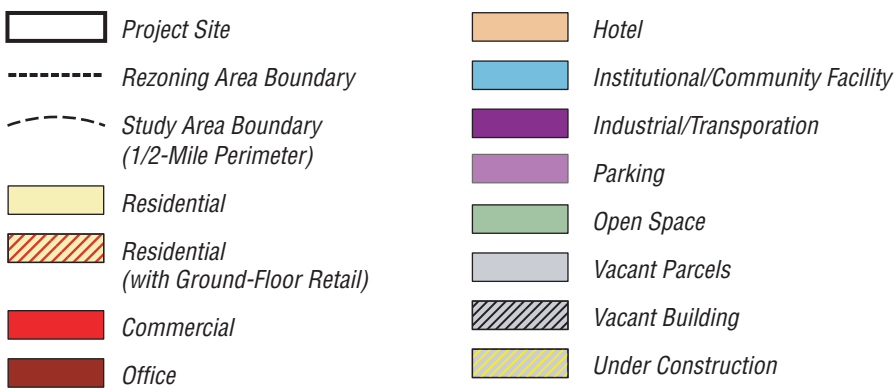 Project Site
Rezoning Area Boundary
Study Area Boundary
(1/2-Mile Perimeter)
Residential
Residential
(with Ground-Floor Retail)
Commercial
Office
Hotel
Institutional/Community Facility
Industrial/Transporation
Parking
Open Space
Vacant Parcels
Vacant Building
Under Construction